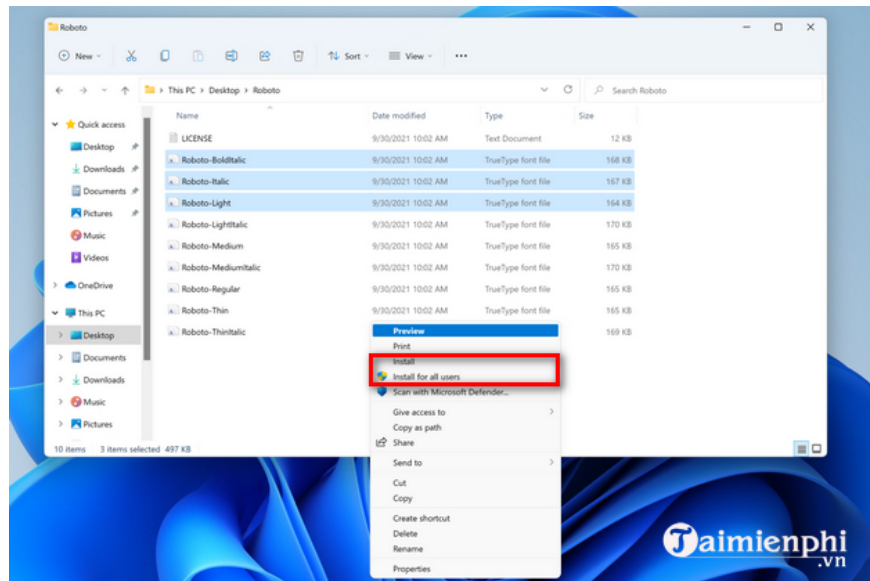 Roboto
New
Sort
View
This PC > Desktop > Roboto
Search Roboto
Name Date modified Type Size
LICENSE 9/30/2021 10:02 AM Text Document 12 KB
Roboto-BoldItalic 9/30/2021 10:02 AM TrueType font file 168 KB
Roboto-Italic 9/30/2021 10:02 AM TrueType font file 167 KB
Roboto-Light 9/30/2021 10:02 AM TrueType font file 164 KB
Roboto-LightItalic 9/30/2021 10:02 AM TrueType font file 170 KB
Roboto-Medium 9/30/2021 10:02 AM TrueType font file 165 KB
Roboto-MediumItalic 9/30/2021 10:02 AM TrueType font file 170 KB
Roboto-Regular 9/30/2021 10:02 AM TrueType font file 165 KB
Roboto-Thin 9/30/2021 10:02 AM TrueType font file 165 KB
Roboto-ThinItalic 169 KB
Quick access
Desktop
Downloads
Documents
Pictures
Music
Videos
OneDrive
This PC
Desktop
Documents
Downloads
Music
Pictures
10 items 3 items selected 497 KB
Preview
Print
Install
Install for all users
Scan with Microsoft Defender...
Give access to
Copy as path
Share
Send to
Cut
Copy
Create shortcut
Delete
Rename
Properties
Taimienphi
.vn